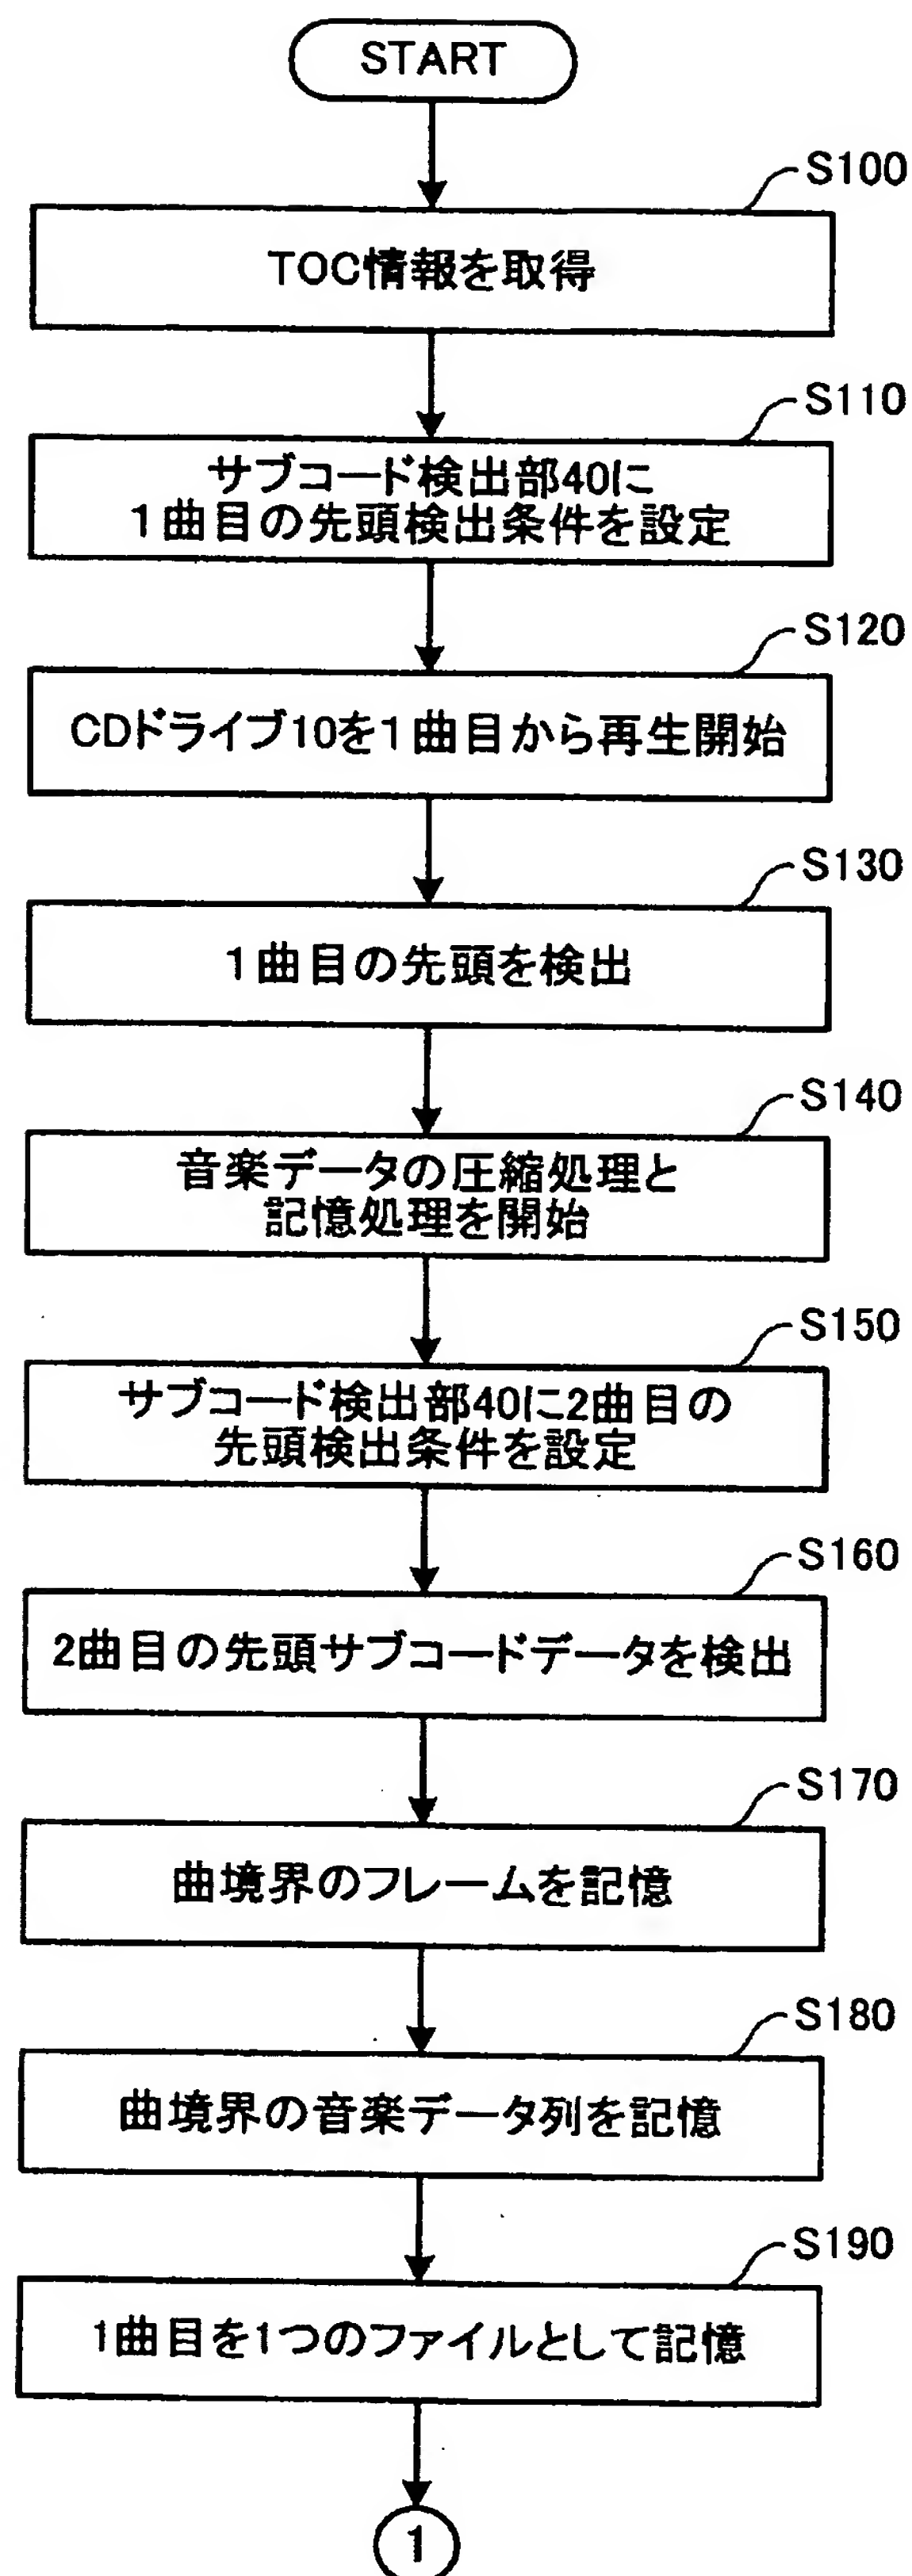 START
S100
TOC情報を取得
S110
サブコード検出部40に
1曲目の先頭検出条件を設定
S120
CDドライブ10を1曲目から再生開始
S130
1曲目の先頭を検出
S140
音楽データの圧縮処理と
記憶処理を開始
S150
サブコード検出部40に2曲目の
先頭検出条件を設定
S160
2曲目の先頭サブコードデータを検出
S170
曲境界のフレームを記憶
S180
曲境界の音楽データ列を記憶
S190
1曲目を1つのファイルとして記憶
1